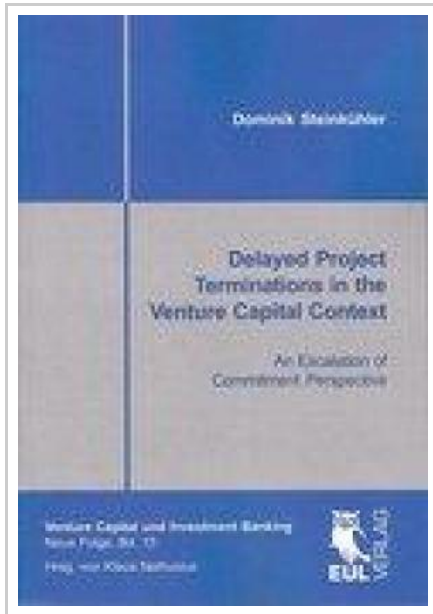 Dominik Steinkühler
Delayed Project
Terminations in the
Venture Capital Context
An Escalation of
Commitment Perspective
Venture Capital und Investment Banking
Neue Folge, Bd.
Hrsg. von Klaus Nathusius
EUL
VERLAG